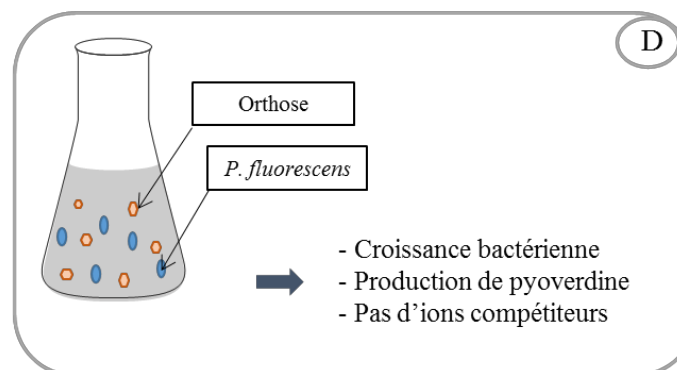 D
Orthose
P. fluorescens
- Croissance bactérienne
- Production de pyoverdine
- Pas d’ions compétiteurs